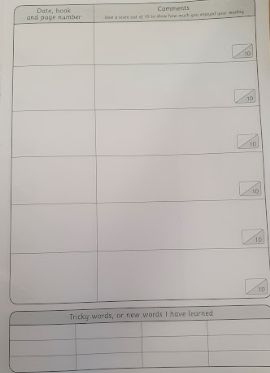 Date, book
and page number
Comments
Give a score out of 10 to show how much you enjoyed your reading
10
10
10
10
10
10
Tricky words, or new words I have learned